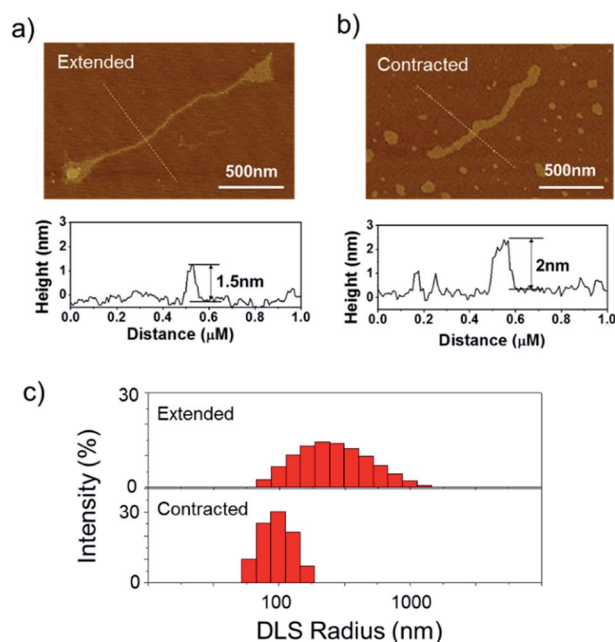 a)
Extended
500nm
Height (nm)
3
2
1
0
1.5nm
0.0 0.2 0.4 0.6 0.8 1.0
Distance (μM)
b)
Contracted
500nm
Height (nm)
3
2
1
0
2nm
0.0 0.2 0.4 0.6 0.8 1.0
Distance (μM)
c)
Intensity (%)
30
Extended
0
Contracted
30
0
100 1000
DLS Radius (nm)